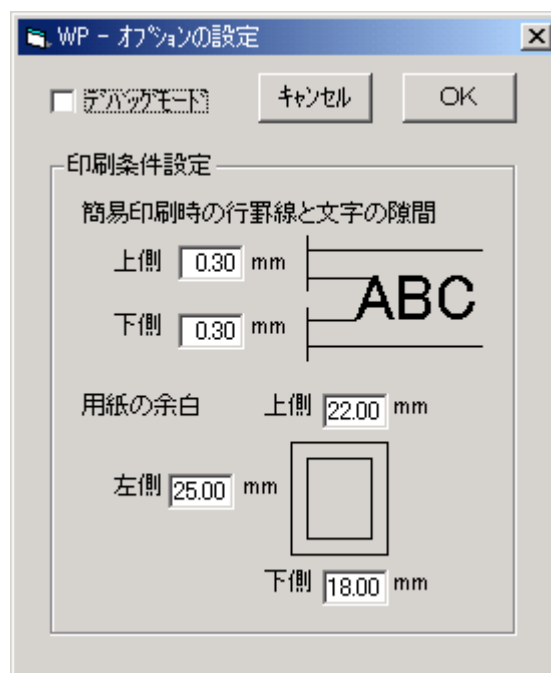 WP - ｵﾌﾟｼｮﾝの設定
ﾃﾞﾊﾞｯｸﾞﾓｰﾄﾞ ｷｬﾝｾﾙ OK
印刷条件設定
簡易印刷時の行罫線と文字の隙間
上側 0.30 mm
ABC
下側 0.30 mm
用紙の余白 上側 22.00 mm
左側 25.00 mm
下側 18.00 mm